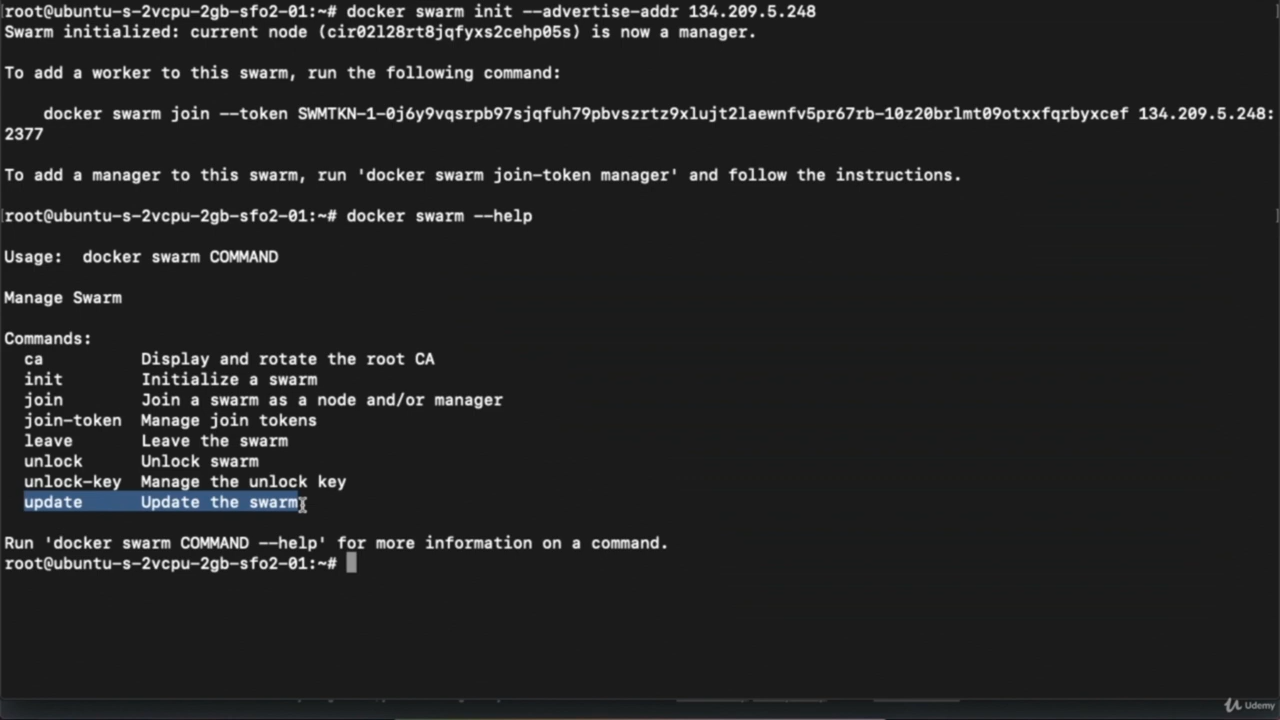 root@ubuntu-s-2vcpu-2gb-sfo2-01:~# docker swarm init --advertise-addr 134.209.5.248
Swarm initialized: current node (cir02l28rt8jqfyxs2cehp05s) is now a manager.
To add a worker to this swarm, run the following command:
docker swarm join --token SWMTKN-1-0j6y9vqsrpb97sjqfuh79pbvszrtz9xlujt2laewnfv5pr67rb-10z20brlmt09otxxfqrbyxcef 134.209.5.248:
2377
To add a manager to this swarm, run 'docker swarm join-token manager' and follow the instructions.
root@ubuntu-s-2vcpu-2gb-sfo2-01:~# docker swarm --help
Usage:  docker swarm COMMAND
Manage Swarm
Commands:
ca          Display and rotate the root CA
init        Initialize a swarm
join        Join a swarm as a node and/or manager
join-token  Manage join tokens
leave       Leave the swarm
unlock      Unlock swarm
unlock-key  Manage the unlock key
update      Update the swarm
Run 'docker swarm COMMAND --help' for more information on a command.
root@ubuntu-s-2vcpu-2gb-sfo2-01:~#
Udemy